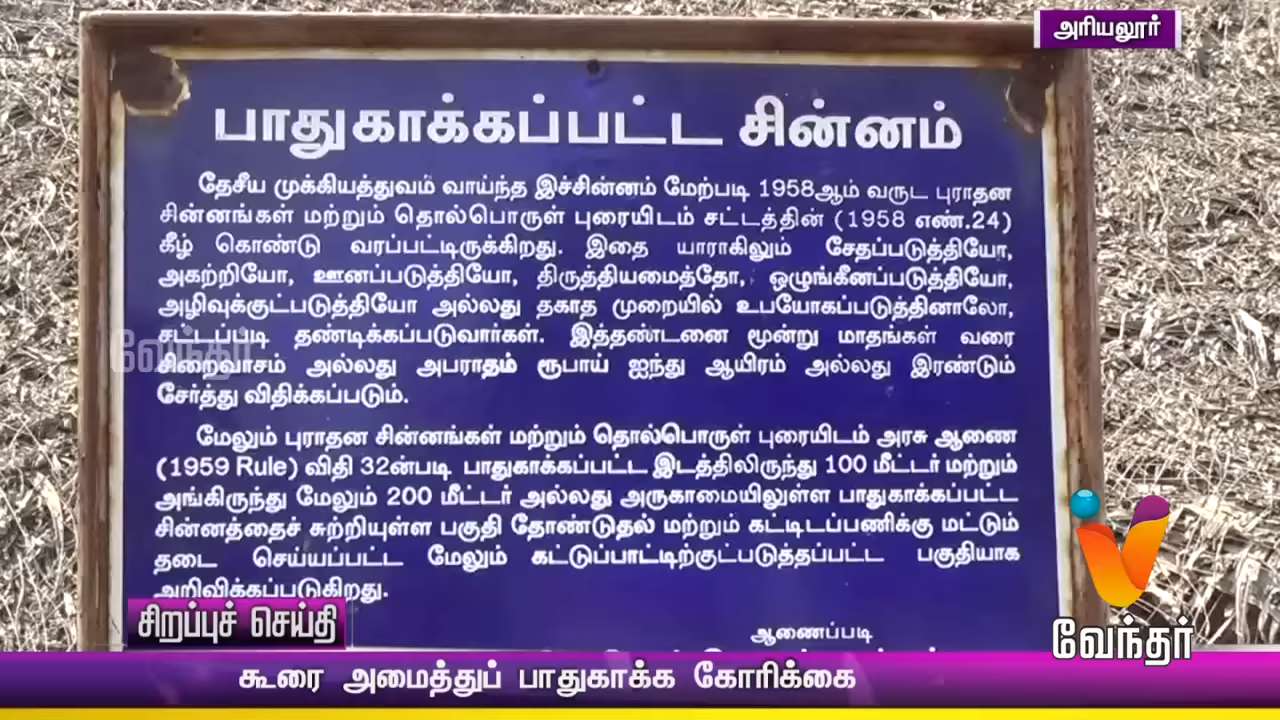 அரியலூர்
பாதுகாக்கப்பட்ட சின்னம்
தேசீய முக்கியத்துவம் வாய்ந்த இச்சின்னம் மேற்படி 1958ஆம் வருட புராதன
சின்னங்கள் மற்றும் தொல்பொருள் புரையிடம் சட்டத்தின் (1958 எண்.24)
கீழ் கொண்டு வரப்பட்டிருக்கிறது. இதை யாராகிலும் சேதப்படுத்தியோ,
அகற்றியோ, ஊனப்படுத்தியோ, திருத்தியமைத்தோ, ஒழுங்கீனப்படுத்தியோ,
அழிவுக்குட்படுத்தியோ அல்லது தகாத முறையில் உபயோகப்படுத்தினாலோ,
சட்டப்படி தண்டிக்கப்படுவார்கள். இத்தண்டனை மூன்று மாதங்கள் வரை
சிறைவாசம் அல்லது அபராதம் ரூபாய் ஐந்து ஆயிரம் அல்லது இரண்டும்
சேர்த்து விதிக்கப்படும்.
மேலும் புராதன சின்னங்கள் மற்றும் தொல்பொருள் புரையிடம் அரசு ஆணை
(1959 Rule) விதி 32ன்படி பாதுகாக்கப்பட்ட இடத்திலிருந்து 100 மீட்டர் மற்றும்
அங்கிருந்து மேலும் 200 மீட்டர் அல்லது அருகாமையிலுள்ள பாதுகாக்கப்பட்ட
சின்னத்தைச் சுற்றியுள்ள பகுதி தோண்டுதல் மற்றும் கட்டிடப்பணிக்கு மட்டும்
தடை செய்யப்பட்ட மேலும் கட்டுப்பாட்டிற்குட்படுத்தப்பட்ட பகுதியாக
அறிவிக்கப்படுகிறது.
ஆணைப்படி
வேந்தர்
சிறப்புச் செய்தி
வேந்தர்
கூரை அமைத்துப் பாதுகாக்க கோரிக்கை